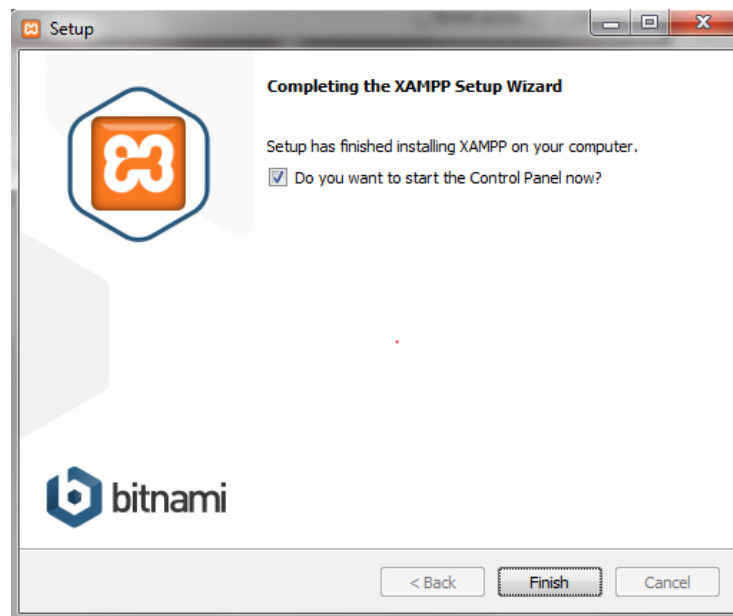 Setup
Completing the XAMPP Setup Wizard
Setup has finished installing XAMPP on your computer.
Do you want to start the Control Panel now?
bitnami
< Back
Finish
Cancel